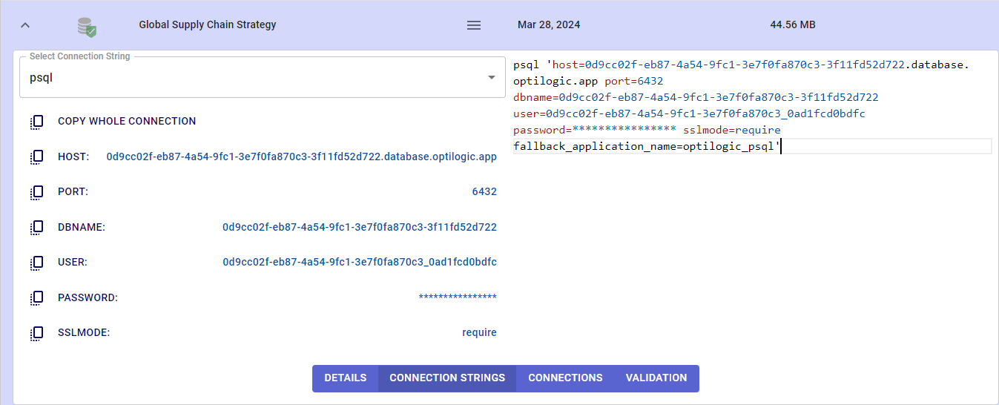 Global Supply Chain Strategy
Mar 28, 2024
44.56 MB
Select Connection String
psql
COPY WHOLE CONNECTION
HOST: 0d9cc02f-eb87-4a54-9fc1-3e7f0fa870c3-3f11fd52d722.database.optilogic.app
PORT: 6432
DBNAME: 0d9cc02f-eb87-4a54-9fc1-3e7f0fa870c3-3f11fd52d722
USER: 0d9cc02f-eb87-4a54-9fc1-3e7f0fa870c3_0ad1fcd0bdfc
PASSWORD: ****************
SSLMODE: require
psql 'host=0d9cc02f-eb87-4a54-9fc1-3e7f0fa870c3-3f11fd52d722.database.
optilogic.app port=6432
dbname=0d9cc02f-eb87-4a54-9fc1-3e7f0fa870c3-3f11fd52d722
user=0d9cc02f-eb87-4a54-9fc1-3e7f0fa870c3_0ad1fcd0bdfc
password=**************** sslmode=require
fallback_application_name=optilogic_psql'
DETAILS
CONNECTION STRINGS
CONNECTIONS
VALIDATION